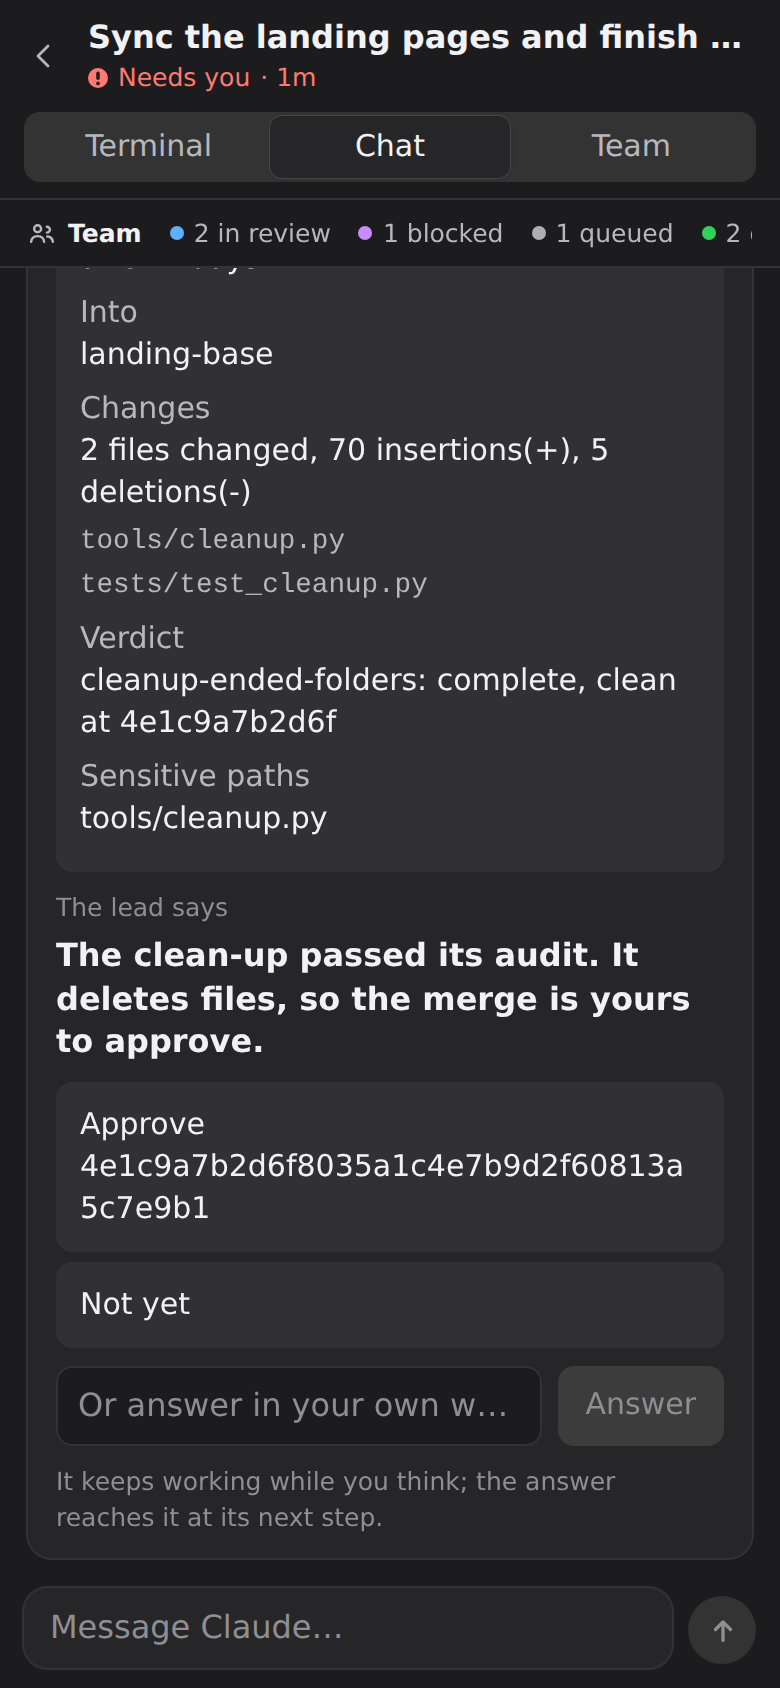 Sync the landing pages and finish …
Needs you · 1m
Terminal
Chat
Team
Team
2 in review
1 blocked
1 queued
2
Into
landing-base
Changes
2 files changed, 70 insertions(+), 5
deletions(-)
tools/cleanup.py
tests/test_cleanup.py
Verdict
cleanup-ended-folders: complete, clean
at 4e1c9a7b2d6f
Sensitive paths
tools/cleanup.py
The lead says
The clean-up passed its audit. It
deletes files, so the merge is yours
to approve.
Approve
4e1c9a7b2d6f8035a1c4e7b9d2f60813a
5c7e9b1
Not yet
Or answer in your own w…
Answer
It keeps working while you think; the answer
reaches it at its next step.
Message Claude…